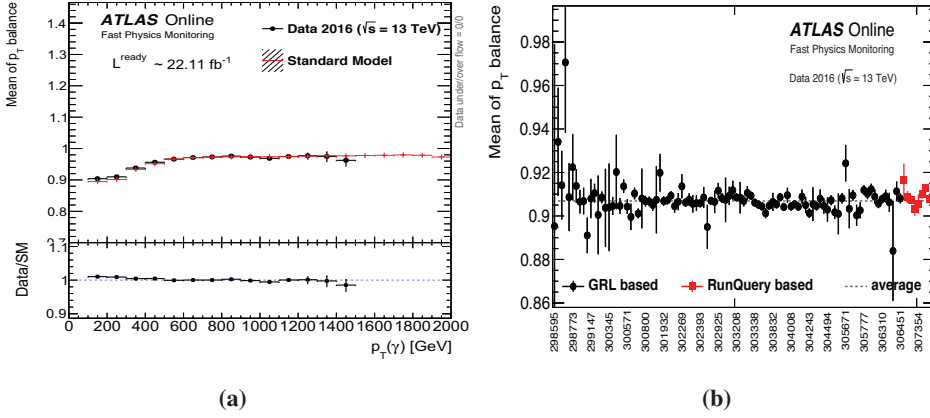 ATLAS Online
Fast Physics Monitoring
L^ready ~ 22.11 fb^-1
Data 2016 (√s = 13 TeV)
Standard Model
Data under/over flow = 0/0
Mean of p_T balance
1.4
1.3
1.2
1.1
1
0.9
0.8
Data/SM
1.1
1
0.9
0 200 400 600 800 1000 1200 1400 1600 1800 2000
p_T(γ) [GeV]
(a)
ATLAS Online
Fast Physics Monitoring
Data 2016 (√s = 13 TeV)
Mean of p_T balance
0.98
0.96
0.94
0.92
0.9
0.88
0.86
GRL based
RunQuery based
average
298595
298773
299147
300345
300571
300800
301932
302269
302393
302925
303208
303338
303832
304008
304243
304494
305671
305777
306310
306451
307354
(b)